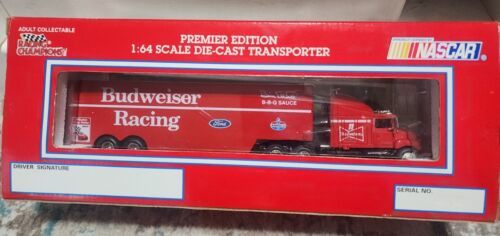 ADULT COLLECTABLE
RACING
CHAMPIONS
PREMIER EDITION
1:64 SCALE DIE-CAST TRANSPORTER
NASCAR
Budweiser
Racing
B-B-Q SAUCE
Ford
DRIVER SIGNATURE
SERIAL NO.